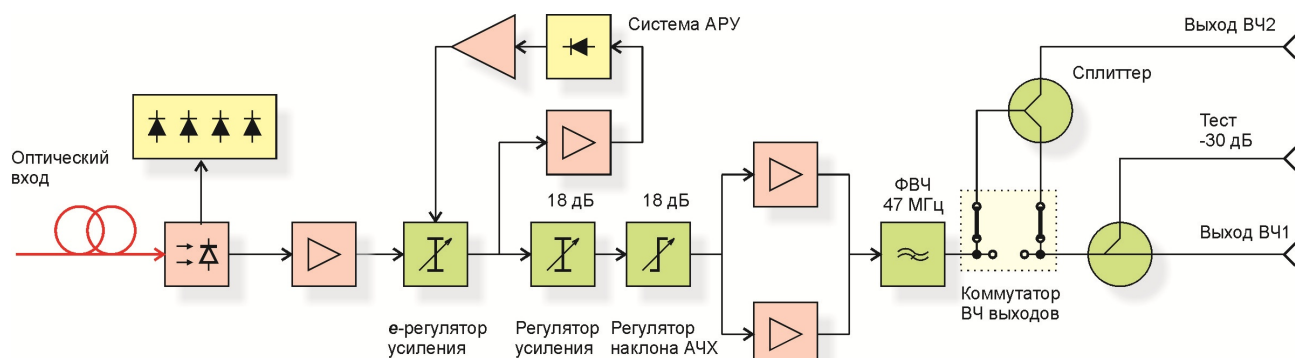 Система АРУ
Выход ВЧ2
Сплиттер
Тест
-30 дБ
Оптический
вход
18 дБ
18 дБ
ФВЧ
47 МГц
Выход ВЧ1
Коммутатор
ВЧ выходов
е-регулятор
усиления
Регулятор
усиления
Регулятор
наклона АЧХ